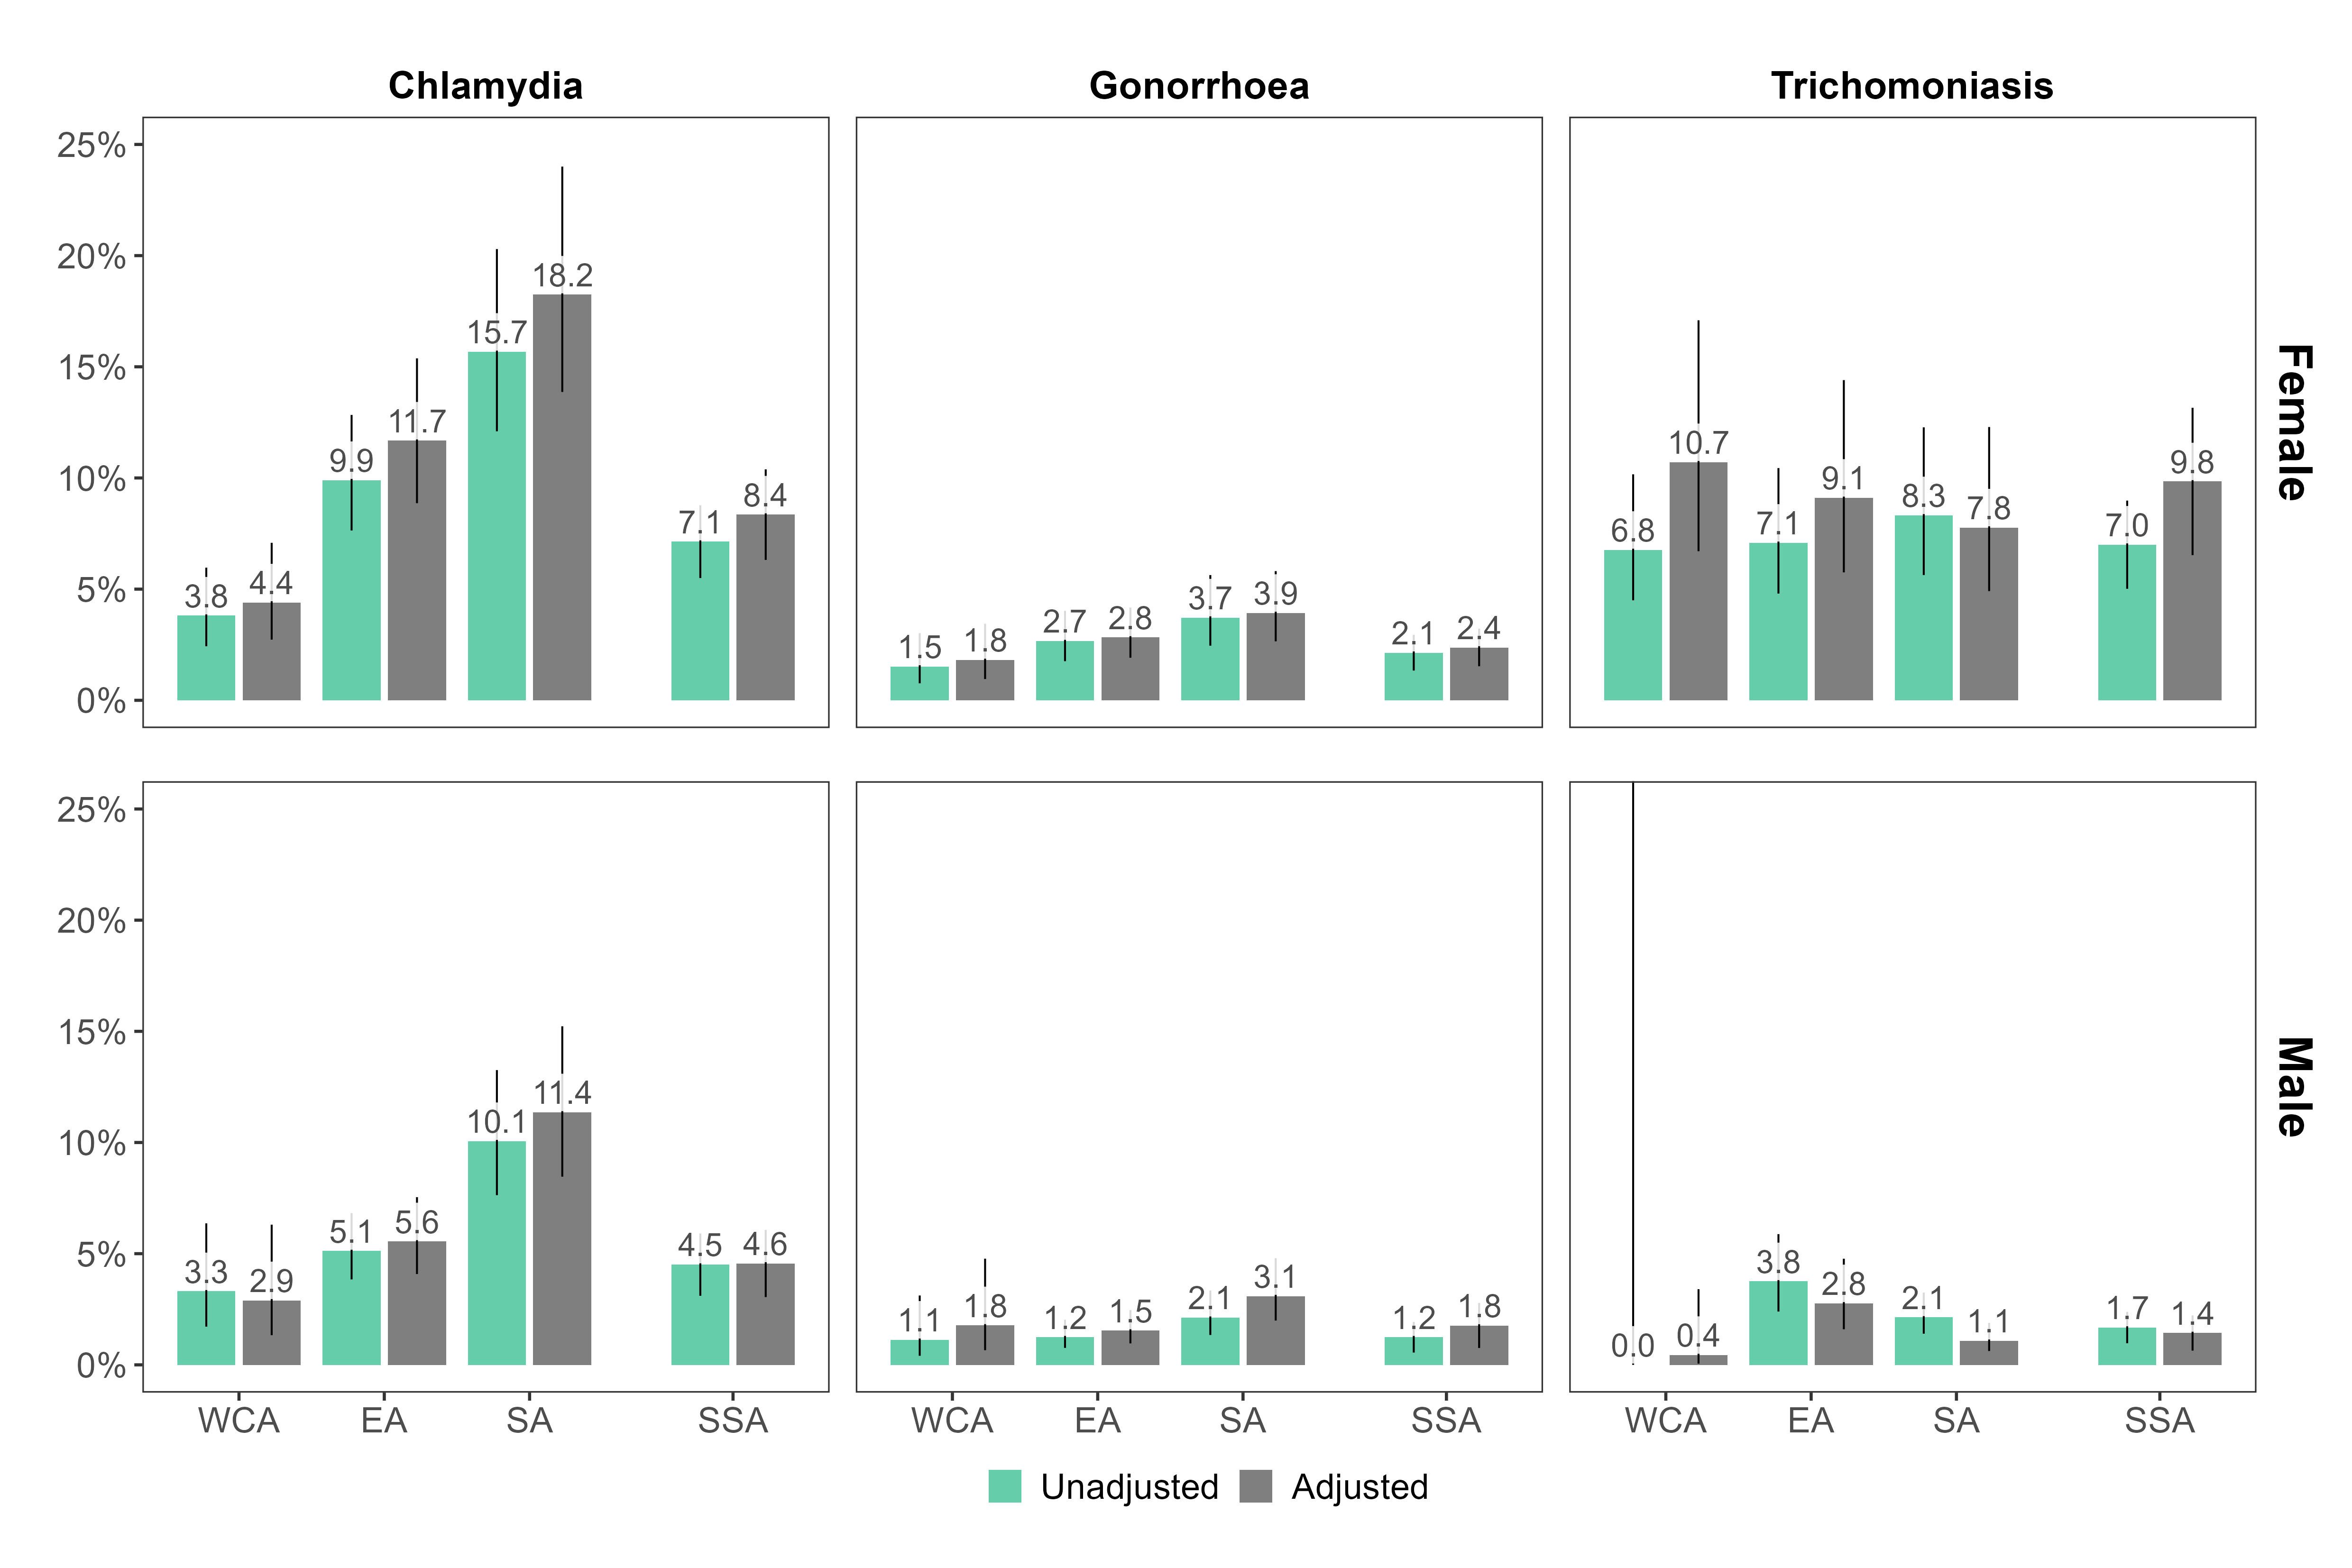 Chlamydia Gonorrhoea Trichomoniasis
25%
20%
15%
10%
5%
0%
3.8 4.4 9.9 11.7 15.7 18.2 7.1 8.4
1.5 1.8 2.7 2.8 3.7 3.9 2.1 2.4
6.8 10.7 7.1 9.1 8.3 7.8 7.0 9.8
Female
25%
20%
15%
10%
5%
0%
3.3 2.9 5.1 5.6 10.1 11.4 4.5 4.6
1.1 1.8 1.2 1.5 2.1 3.1 1.2 1.8
0.0 0.4 3.8 2.8 2.1 1.1 1.7 1.4
Male
WCA EA SA SSA WCA EA SA SSA WCA EA SA SSA
Unadjusted Adjusted